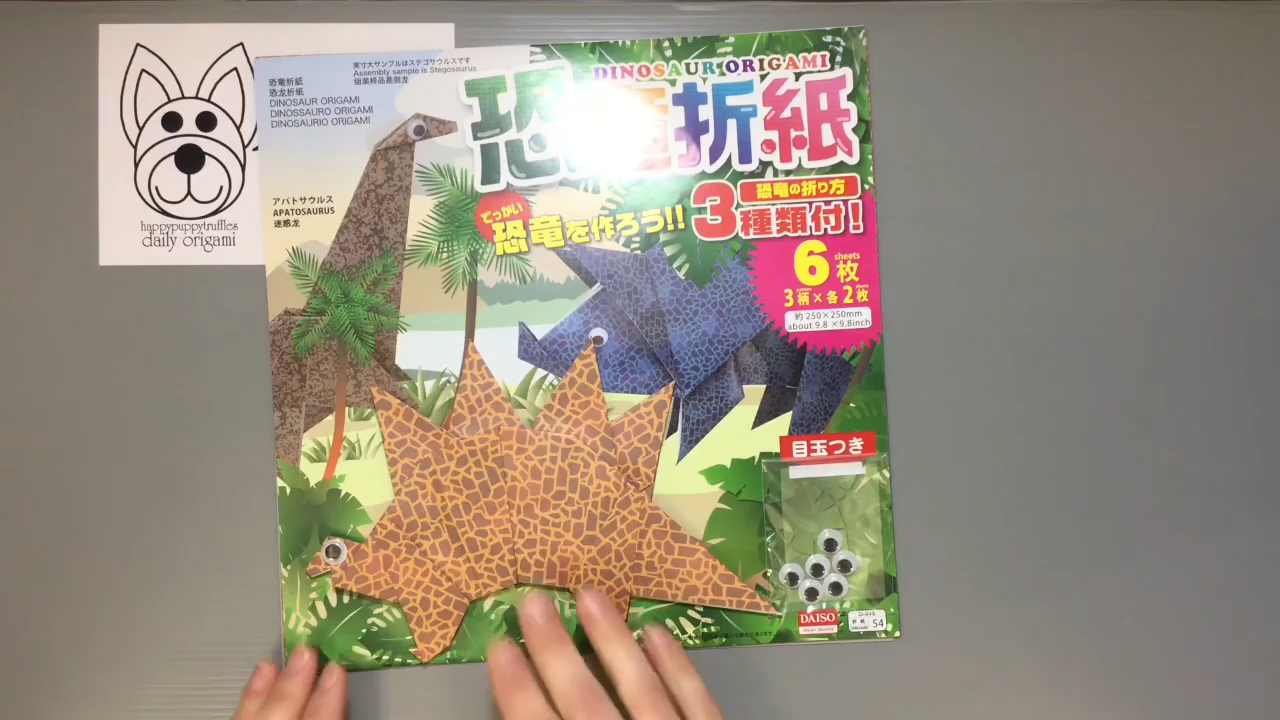 happypuppytruffles
daily origami
恐竜折紙
恐龙折纸
DINOSAUR ORIGAMI
DINOSSAURO ORIGAMI
DINOSAURIO ORIGAMI
実寸大サンプルはステゴサウルスです
Assembly sample is Stegosaurus
组装样品是剑龙
DINOSAUR ORIGAMI
恐竜折紙
でっかい
恐竜を作ろう!!
恐竜の折り方
3種類付!
6 sheets 枚
3柄×各2枚
約 250×250mm
about 9.8 ×9.8inch
アパトサウルス
APATOSAURUS
迷惑龙
目玉つき
DAISO
折紙
ORIGAMI
54